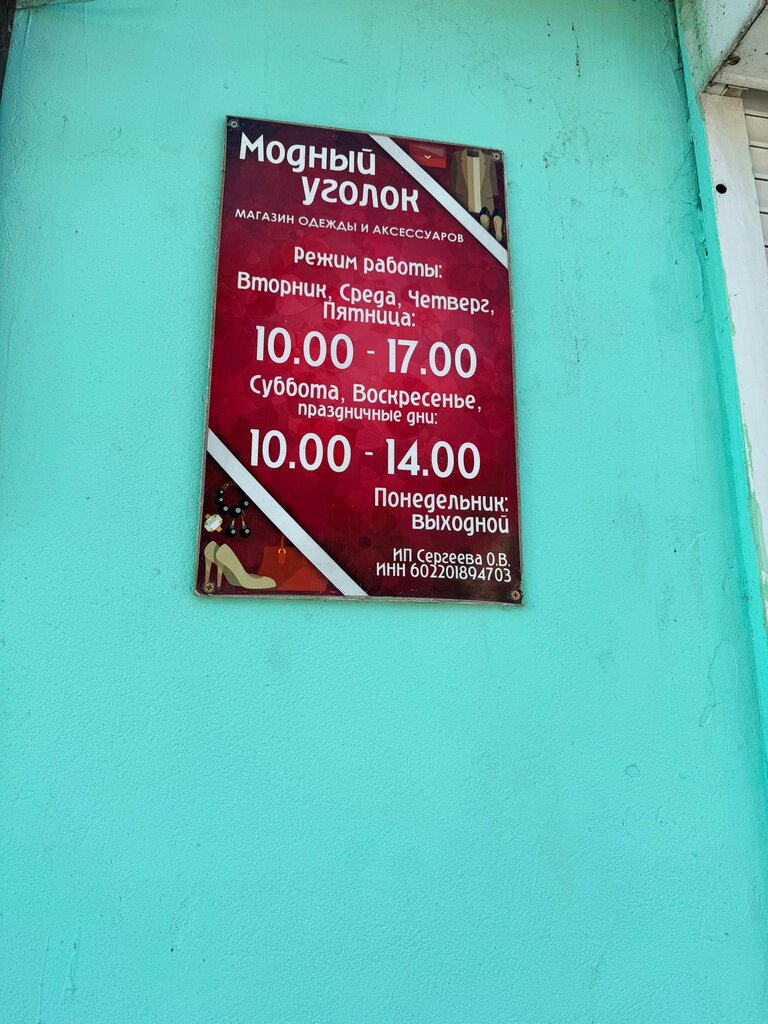 Модный
уголок
МАГАЗИН ОДЕЖДЫ И АКСЕССУАРОВ
Режим работы:
Вторник, Среда, Четверг,
Пятница:
10.00 - 17.00
Суббота, Воскресенье,
праздничные дни:
10.00 - 14.00
Понедельник:
выходной
ИП Сергеева О.В.
ИНН 602201894703